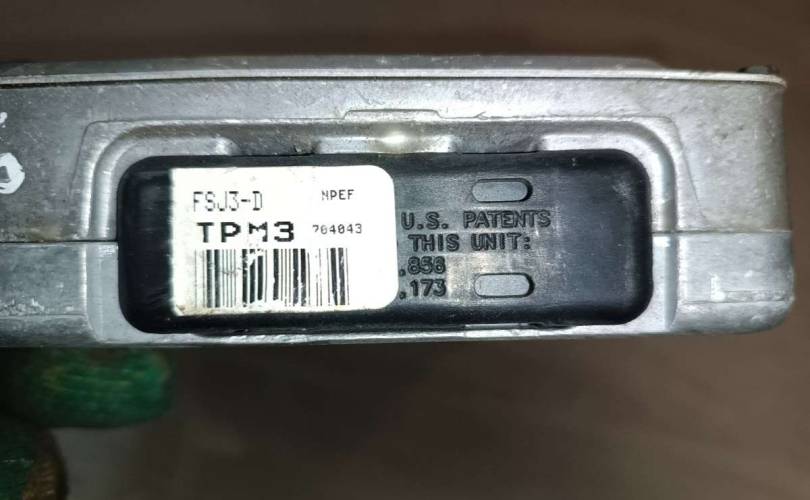 FSJ3-D NPEF
TPM3 704043
U.S. PATENTS
THIS UNIT:
,858
,173